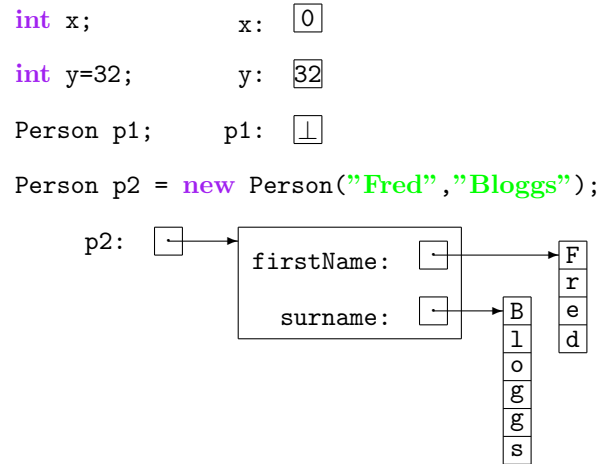 int x; x: 0
int y=32; y: 32
Person p1; p1: ⊥
Person p2 = new Person("Fred","Bloggs");
p2:
firstName:
surname:
F
r
e
d
B
l
o
g
g
s